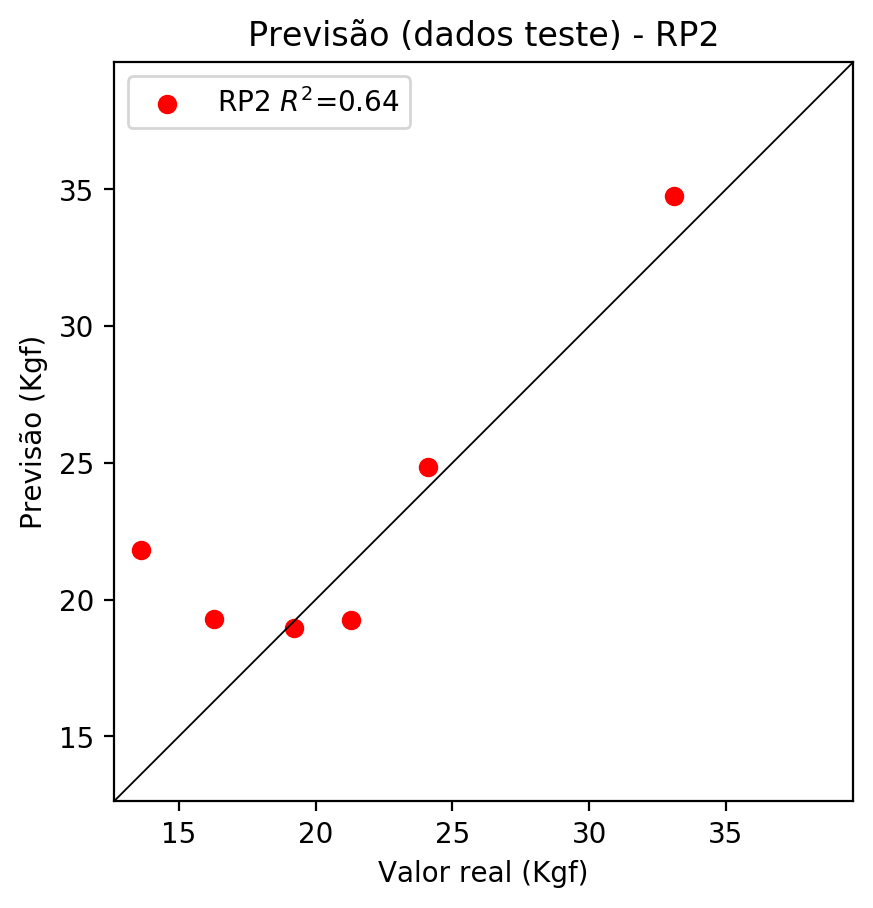 Previsão (dados teste) - RP2
RP2 R²=0.64
Previsão (Kgf)
35
30
25
20
15
15 20 25 30 35
Valor real (Kgf)